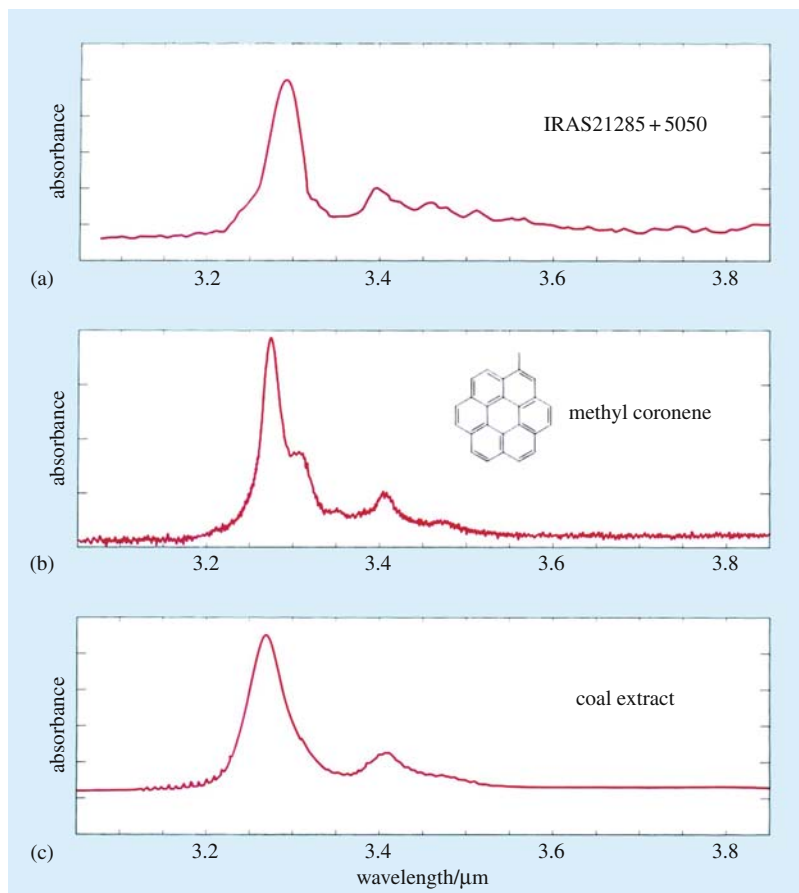 absorbance
IRAS21285 + 5050
(a)
3.2 3.4 3.6 3.8
absorbance
methyl coronene
(b)
3.2 3.4 3.6 3.8
absorbance
coal extract
(c)
3.2 3.4 3.6 3.8
wavelength/μm